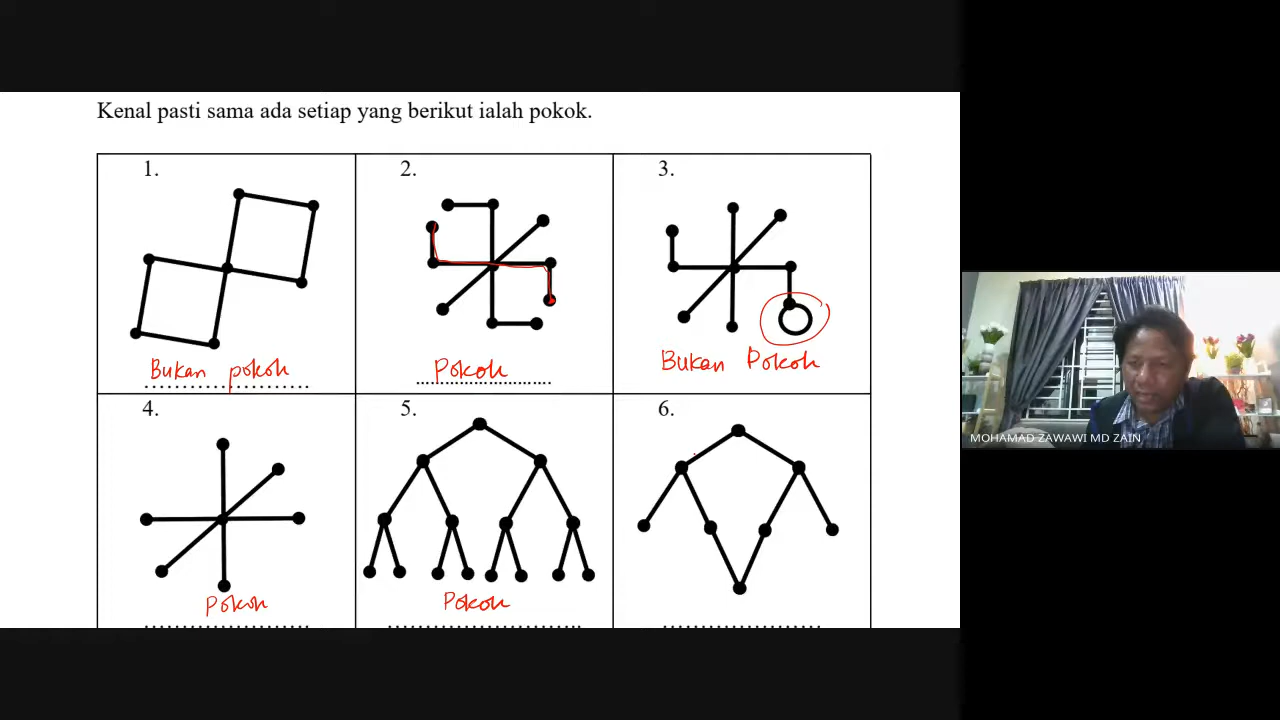 Kenal pasti sama ada setiap yang berikut ialah pokok.
1.
2.
3.
Bukan pokok
Pokok
Bukan Pokok
4.
5.
6.
Pokok
Pokok
MOHAMAD ZAWAWI MD ZAIN